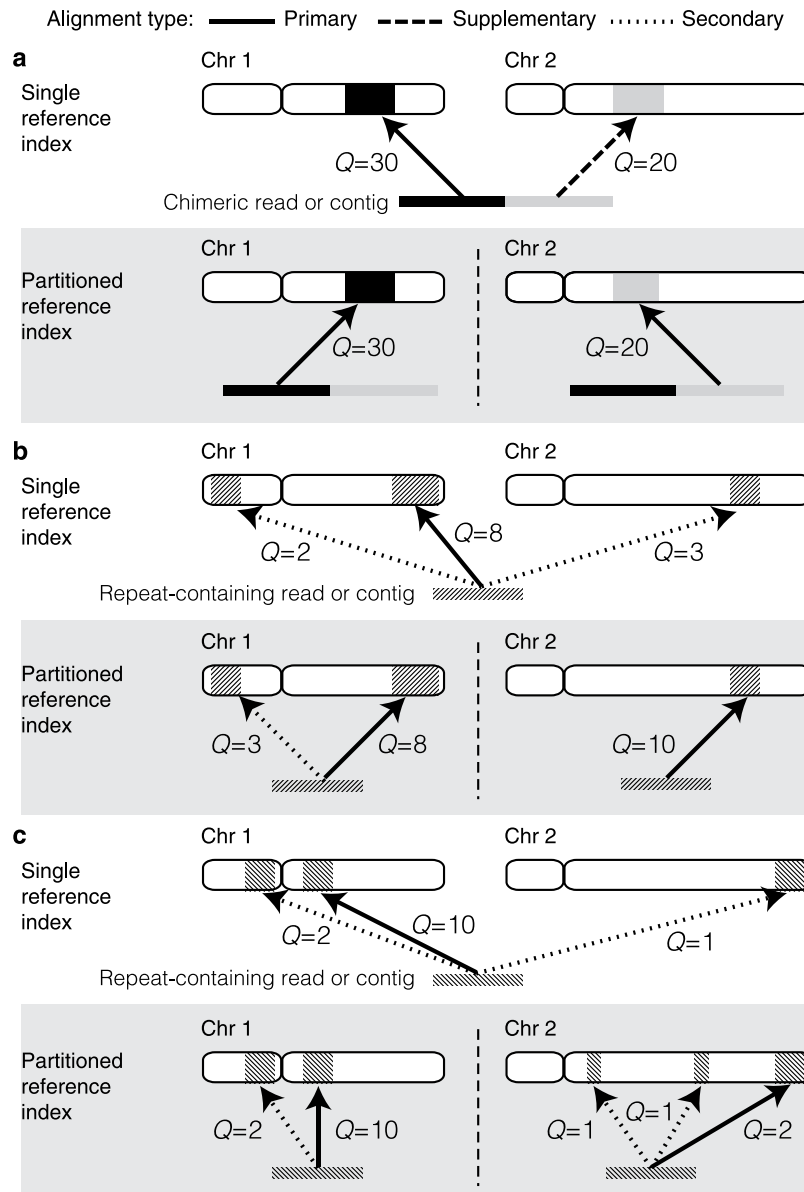 Alignment type: Primary Supplementary Secondary
a
Chr 1 Chr 2
Single
reference
index
Q=30 Q=20
Chimeric read or contig
Chr 1 Chr 2
Partitioned
reference
index
Q=30 Q=20
b
Chr 1 Chr 2
Single
reference
index
Q=2 Q=8 Q=3
Repeat-containing read or contig
Chr 1 Chr 2
Partitioned
reference
index
Q=3 Q=8 Q=10
c
Chr 1 Chr 2
Single
reference
index
Q=2 Q=10 Q=1
Repeat-containing read or contig
Chr 1 Chr 2
Partitioned
reference
index
Q=2 Q=10 Q=1 Q=1 Q=2